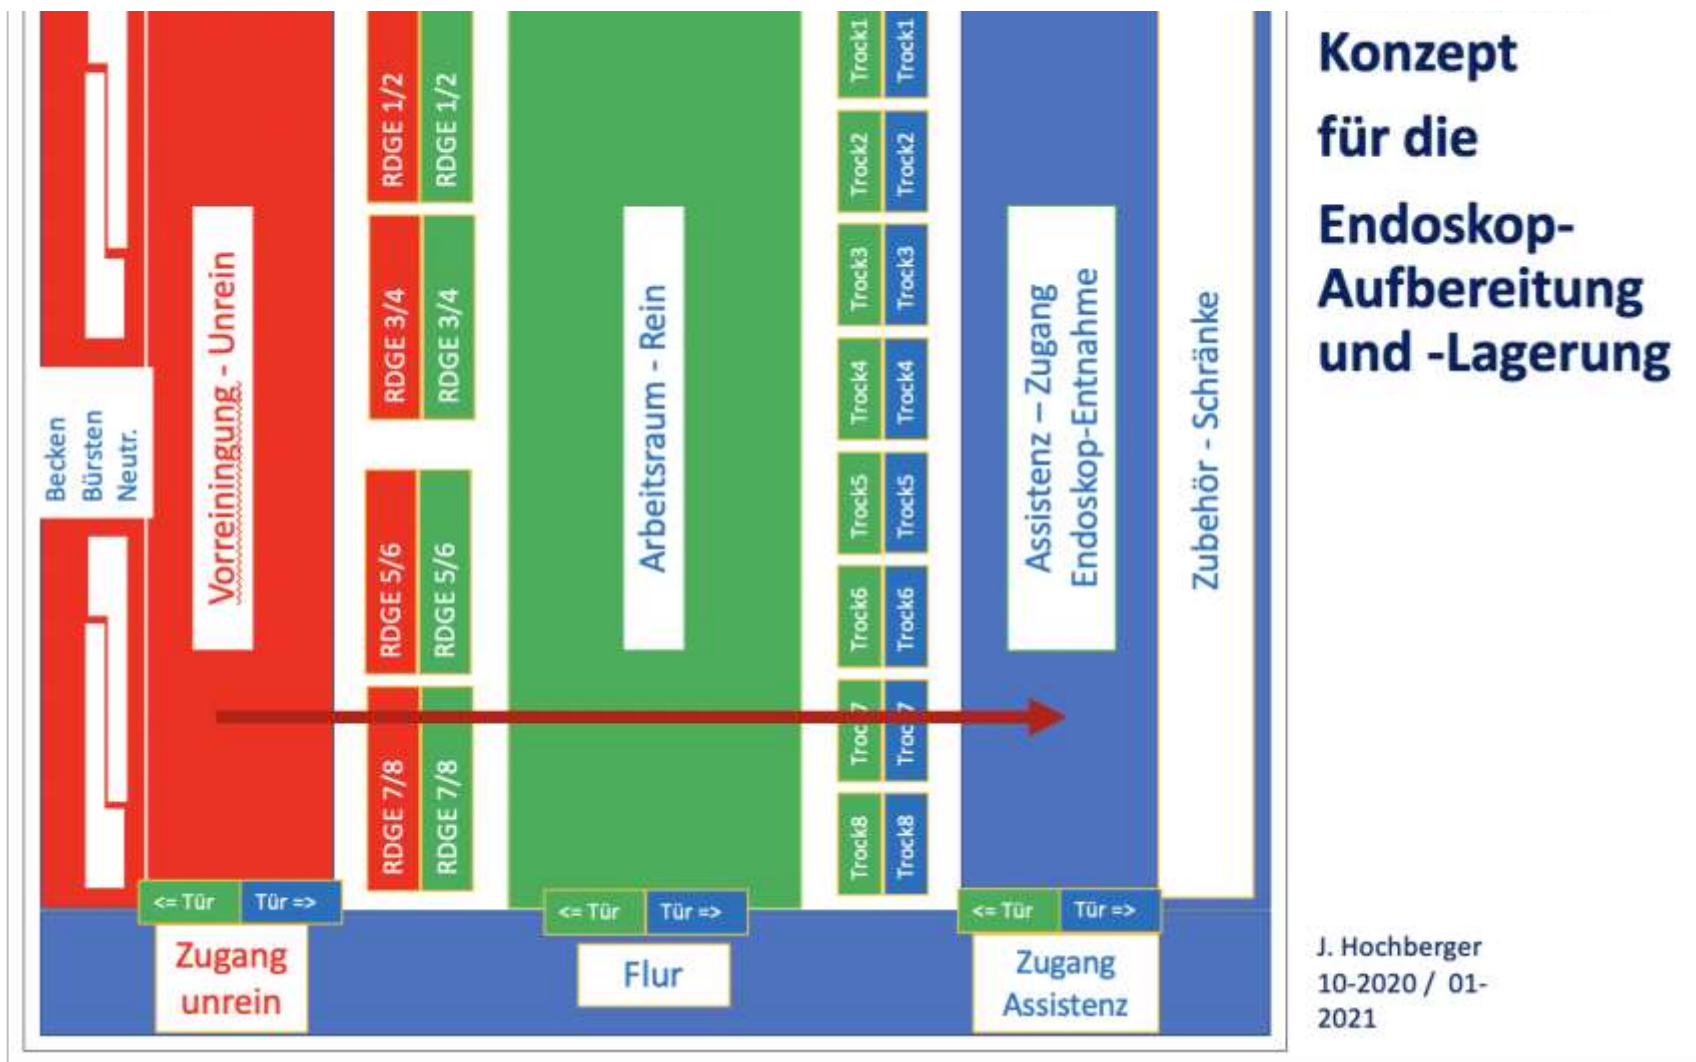 Konzept
für die
Endoskop-
Aufbereitung
und -Lagerung
Becken
Bürsten
Neutr.
Vorreiningung - Unrein
RDGE 1/2
RDGE 1/2
RDGE 3/4
RDGE 3/4
RDGE 5/6
RDGE 5/6
RDGE 7/8
RDGE 7/8
Arbeitsraum - Rein
Trock1
Trock1
Trock2
Trock2
Trock3
Trock3
Trock4
Trock4
Trock5
Trock5
Trock6
Trock6
Trock7
Trock7
Trock8
Trock8
Assistenz – Zugang
Endoskop-Entnahme
Zubehör - Schränke
<= Tür
Tür =>
<= Tür
Tür =>
<= Tür
Tür =>
Zugang
unrein
Flur
Zugang
Assistenz
J. Hochberger
10-2020 / 01-
2021